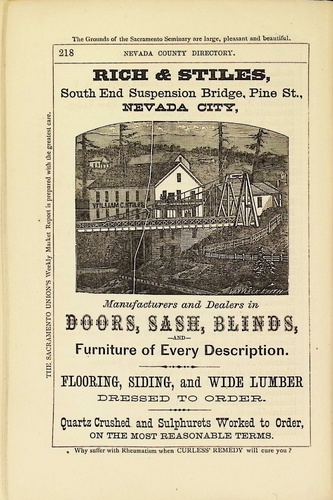 The Grounds of the Sacramento Seminary are large, pleasant and beautiful.
218 NEVADA COUNTY DIRECTORY.
THE SACRAMENTO UNION'S Weekly Market Report is prepared with the greatest care.
RICH & STILES,
South End Suspension Bridge, Pine St.,
NEVADA CITY,
WILLIAM C. STILES
Manufacturers and Dealers in
DOORS, SASH, BLINDS,
—AND—
Furniture of Every Description.
FLOORING, SIDING, and WIDE LUMBER
DRESSED TO ORDER.
Quartz Crushed and Sulphurets Worked to Order,
ON THE MOST REASONABLE TERMS.
Why suffer with Rheumatism when CURLESS' REMEDY will cure you?